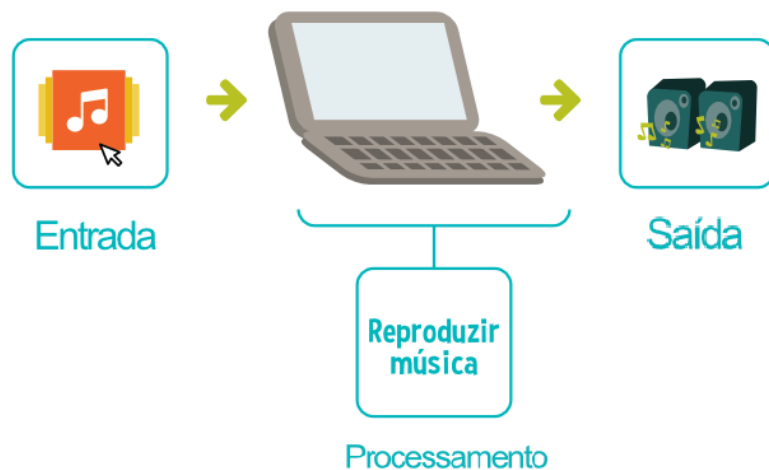 Entrada
Saída
Reproduzir
música
Processamento